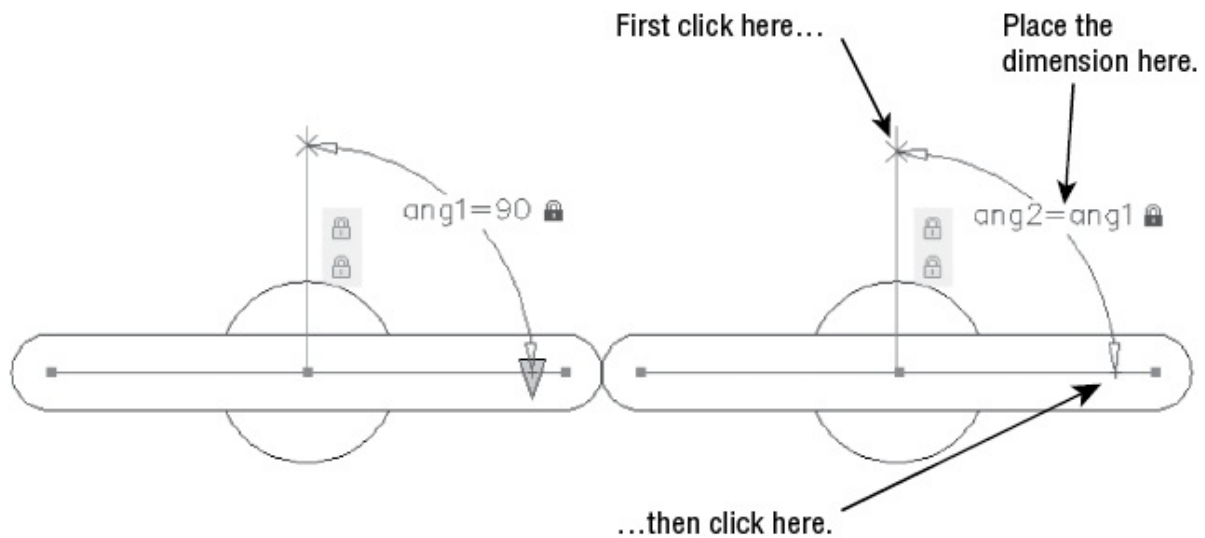 First click here…
Place the
dimension here.
ang1=90
ang2=ang1
…then click here.